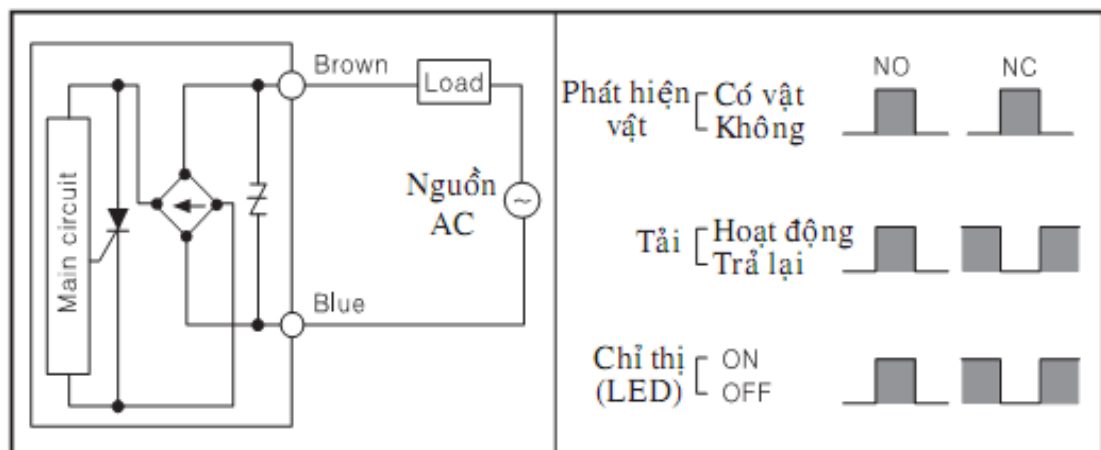 Main circuit
Brown
Load
Nguồn
AC
~
Blue
NO NC
Phát hiện
vật
Có vật
Không
Tải
Hoạt động
Trả lại
Chỉ thị
(LED)
ON
OFF